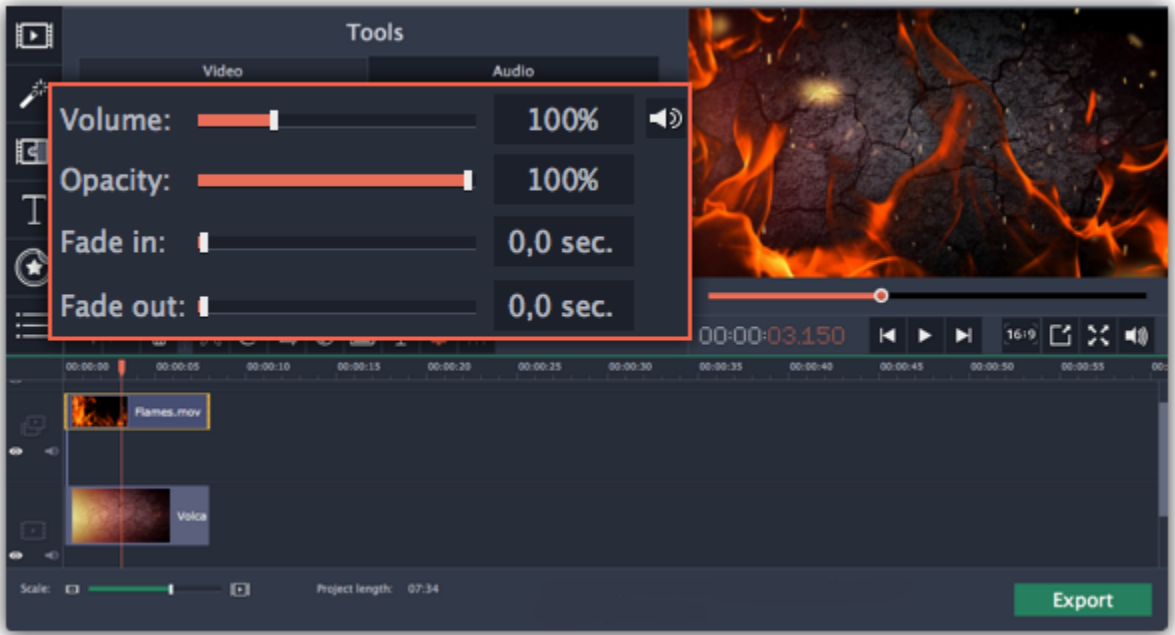 Tools
Video Audio
Volume: 100%
Opacity: 100%
Fade in: 0,0 sec.
Fade out: 0,0 sec.
00:00:03.150
16:9
00:00:00 00:00:05 00:00:10 00:00:15 00:00:20 00:00:25 00:00:30 00:00:35 00:00:40 00:00:45 00:00:50 00:00:55 00:
Flames.mov
Volca
Scale: Project length: 07:34
Export